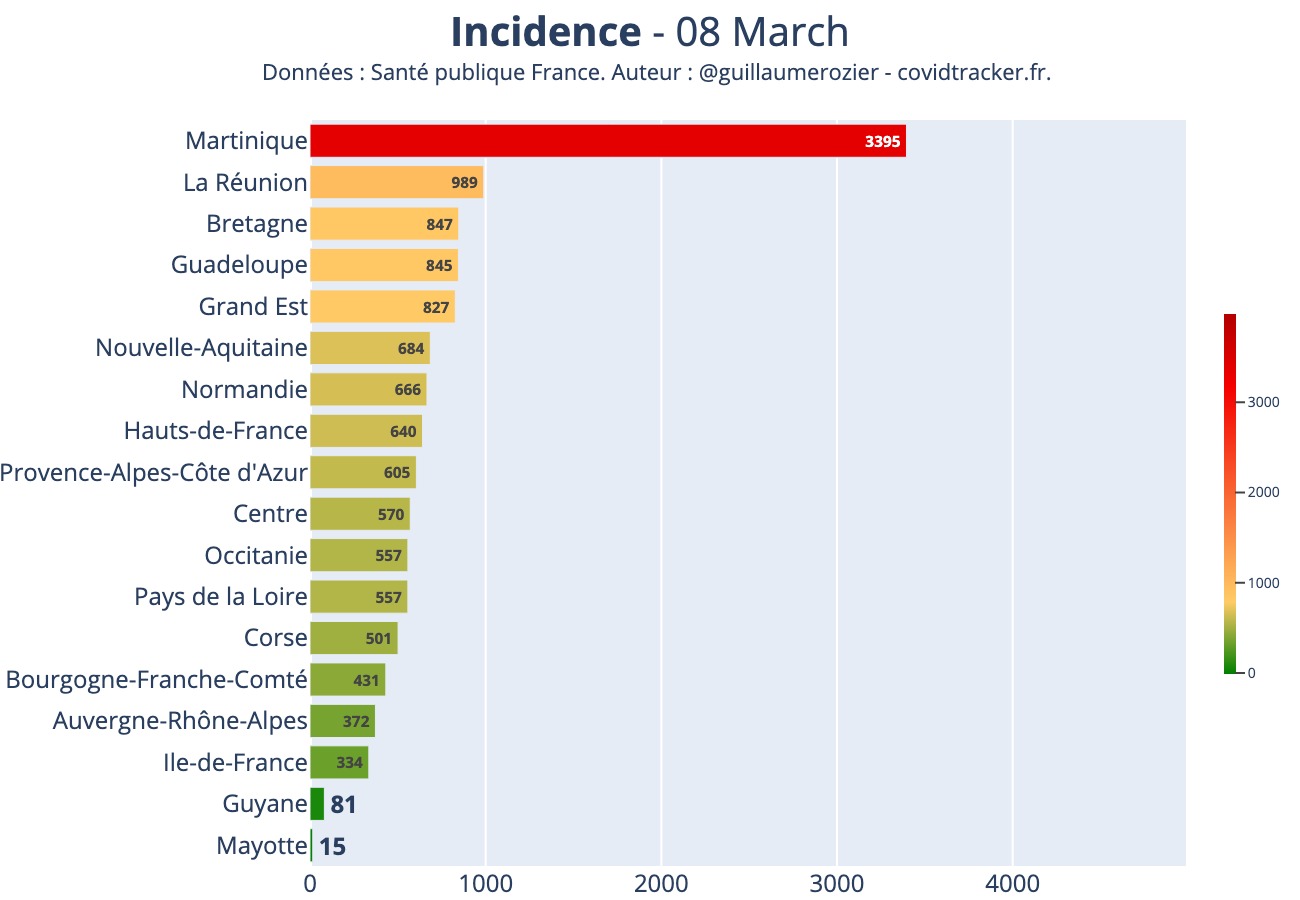 Incidence - 08 March
Données : Santé publique France. Auteur : @guillaumerozier - covidtracker.fr.
Martinique 3395
La Réunion 989
Bretagne 847
Guadeloupe 845
Grand Est 827
Nouvelle-Aquitaine 684
Normandie 666
Hauts-de-France 640
Provence-Alpes-Côte d'Azur 605
Centre 570
Occitanie 557
Pays de la Loire 557
Corse 501
Bourgogne-Franche-Comté 431
Auvergne-Rhône-Alpes 372
Ile-de-France 334
Guyane 81
Mayotte 15
0 1000 2000 3000 4000
3000
2000
1000
0